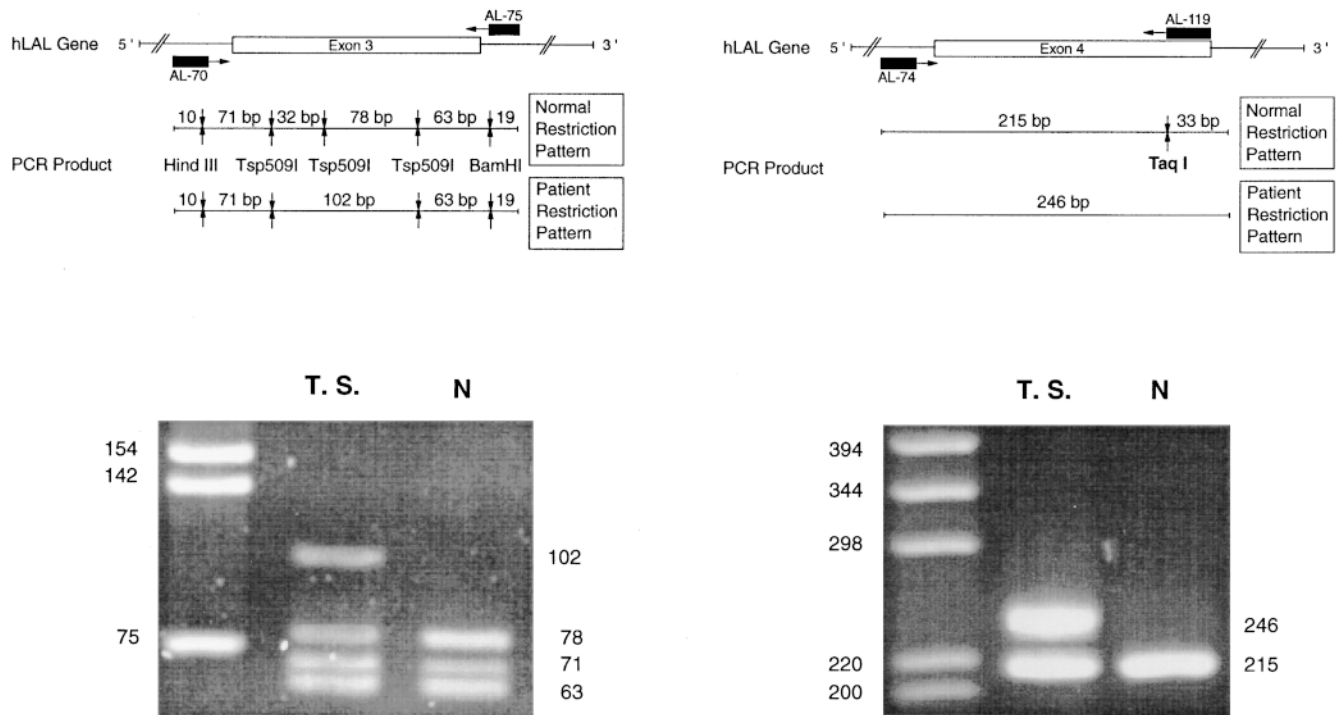 AL-75
hLAL Gene 5' Exon 3 3'
AL-70
10 71 bp 32 bp 78 bp 63 bp 19
Normal
Restriction
Pattern
PCR Product
Hind III Tsp509I Tsp509I Tsp509I BamHI
10 71 bp 102 bp 63 bp 19
Patient
Restriction
Pattern
AL-119
hLAL Gene 5' Exon 4 3'
AL-74
215 bp 33 bp
Normal
Restriction
Pattern
PCR Product
Taq I
246 bp
Patient
Restriction
Pattern
T. S. N
154
142
102
75
78
71
63
T. S. N
394
344
298
246
220
215
200